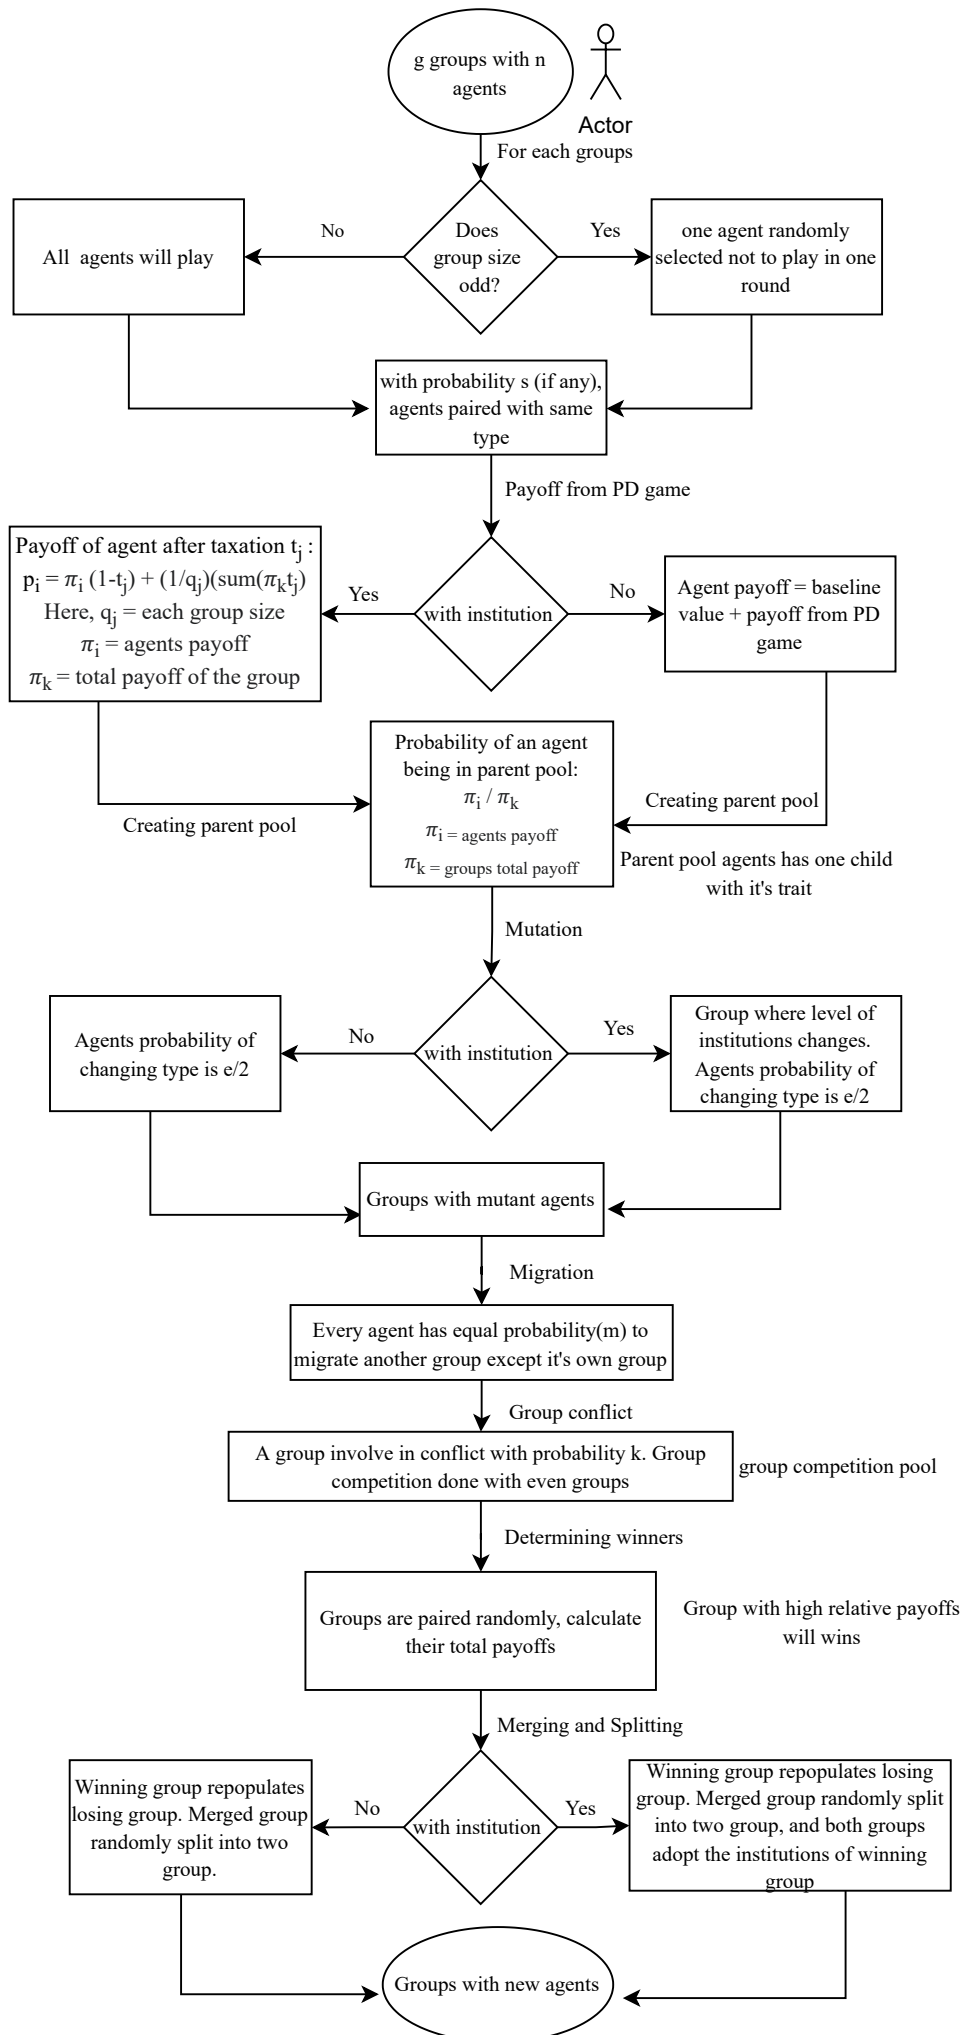 g groups with n
agents
Actor
For each groups
No
Does
group size
odd?
Yes
All agents will play
one agent randomly
selected not to play in one
round
with probability s (if any),
agents paired with same
type
Payoff from PD game
Payoff of agent after taxation tj :
pi = πi (1-tj) + (1/qj)(sum(πktj)
Here, qj = each group size
πi = agents payoff
πk = total payoff of the group
Yes
with institution
No
Agent payoff = baseline
value + payoff from PD
game
Probability of an agent
being in parent pool:
πi / πk
πi = agents payoff
πk = groups total payoff
Creating parent pool
Creating parent pool
Parent pool agents has one child
with it's trait
Mutation
Agents probability of
changing type is e/2
No
with institution
Yes
Group where level of
institutions changes.
Agents probability of
changing type is e/2
Groups with mutant agents
Migration
Every agent has equal probability(m) to
migrate another group except it's own group
Group conflict
A group involve in conflict with probability k. Group
competition done with even groups
group competition pool
Determining winners
Groups are paired randomly, calculate
their total payoffs
Group with high relative payoffs
will wins
Merging and Splitting
Winning group repopulates
losing group. Merged group
randomly split into two
group.
No
with institution
Yes
Winning group repopulates losing
group. Merged group randomly split
into two group, and both groups
adopt the institutions of winning
group
Groups with new agents